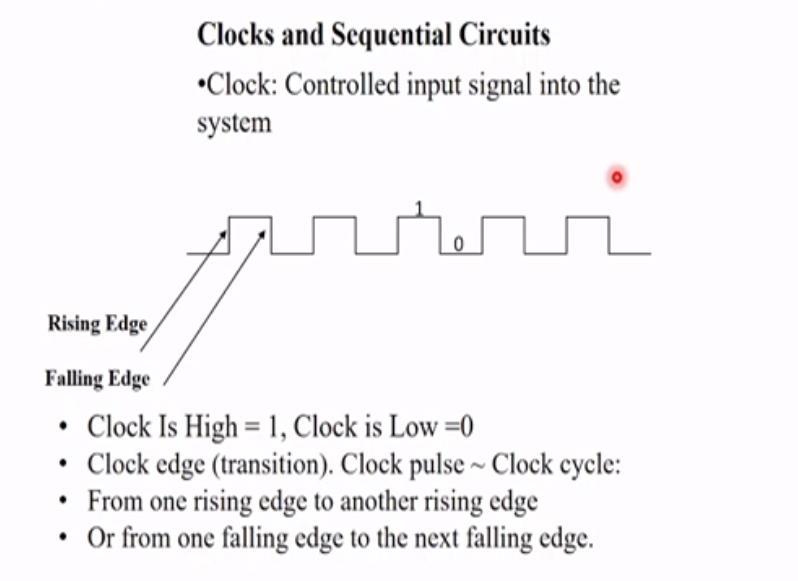 Clocks and Sequential Circuits
•Clock: Controlled input signal into the
system
1
0
Rising Edge
Falling Edge
• Clock Is High = 1, Clock is Low =0
• Clock edge (transition). Clock pulse ~ Clock cycle:
• From one rising edge to another rising edge
• Or from one falling edge to the next falling edge.